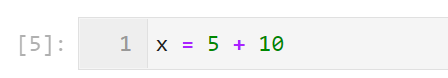 [5]: 1 x = 5 + 10